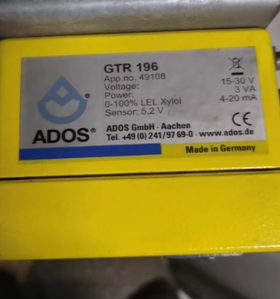 GTR 196
App.no. 49108
Voltage: 15-30 V
Power: 3 VA
0-100% LEL Xylol 4-20 mA
Sensor: 5,2 V
CE
ADOS®
ADOS GmbH - Aachen
Tel. +49 (0) 241/97 69-0 - www.ados.de
Made in Germany